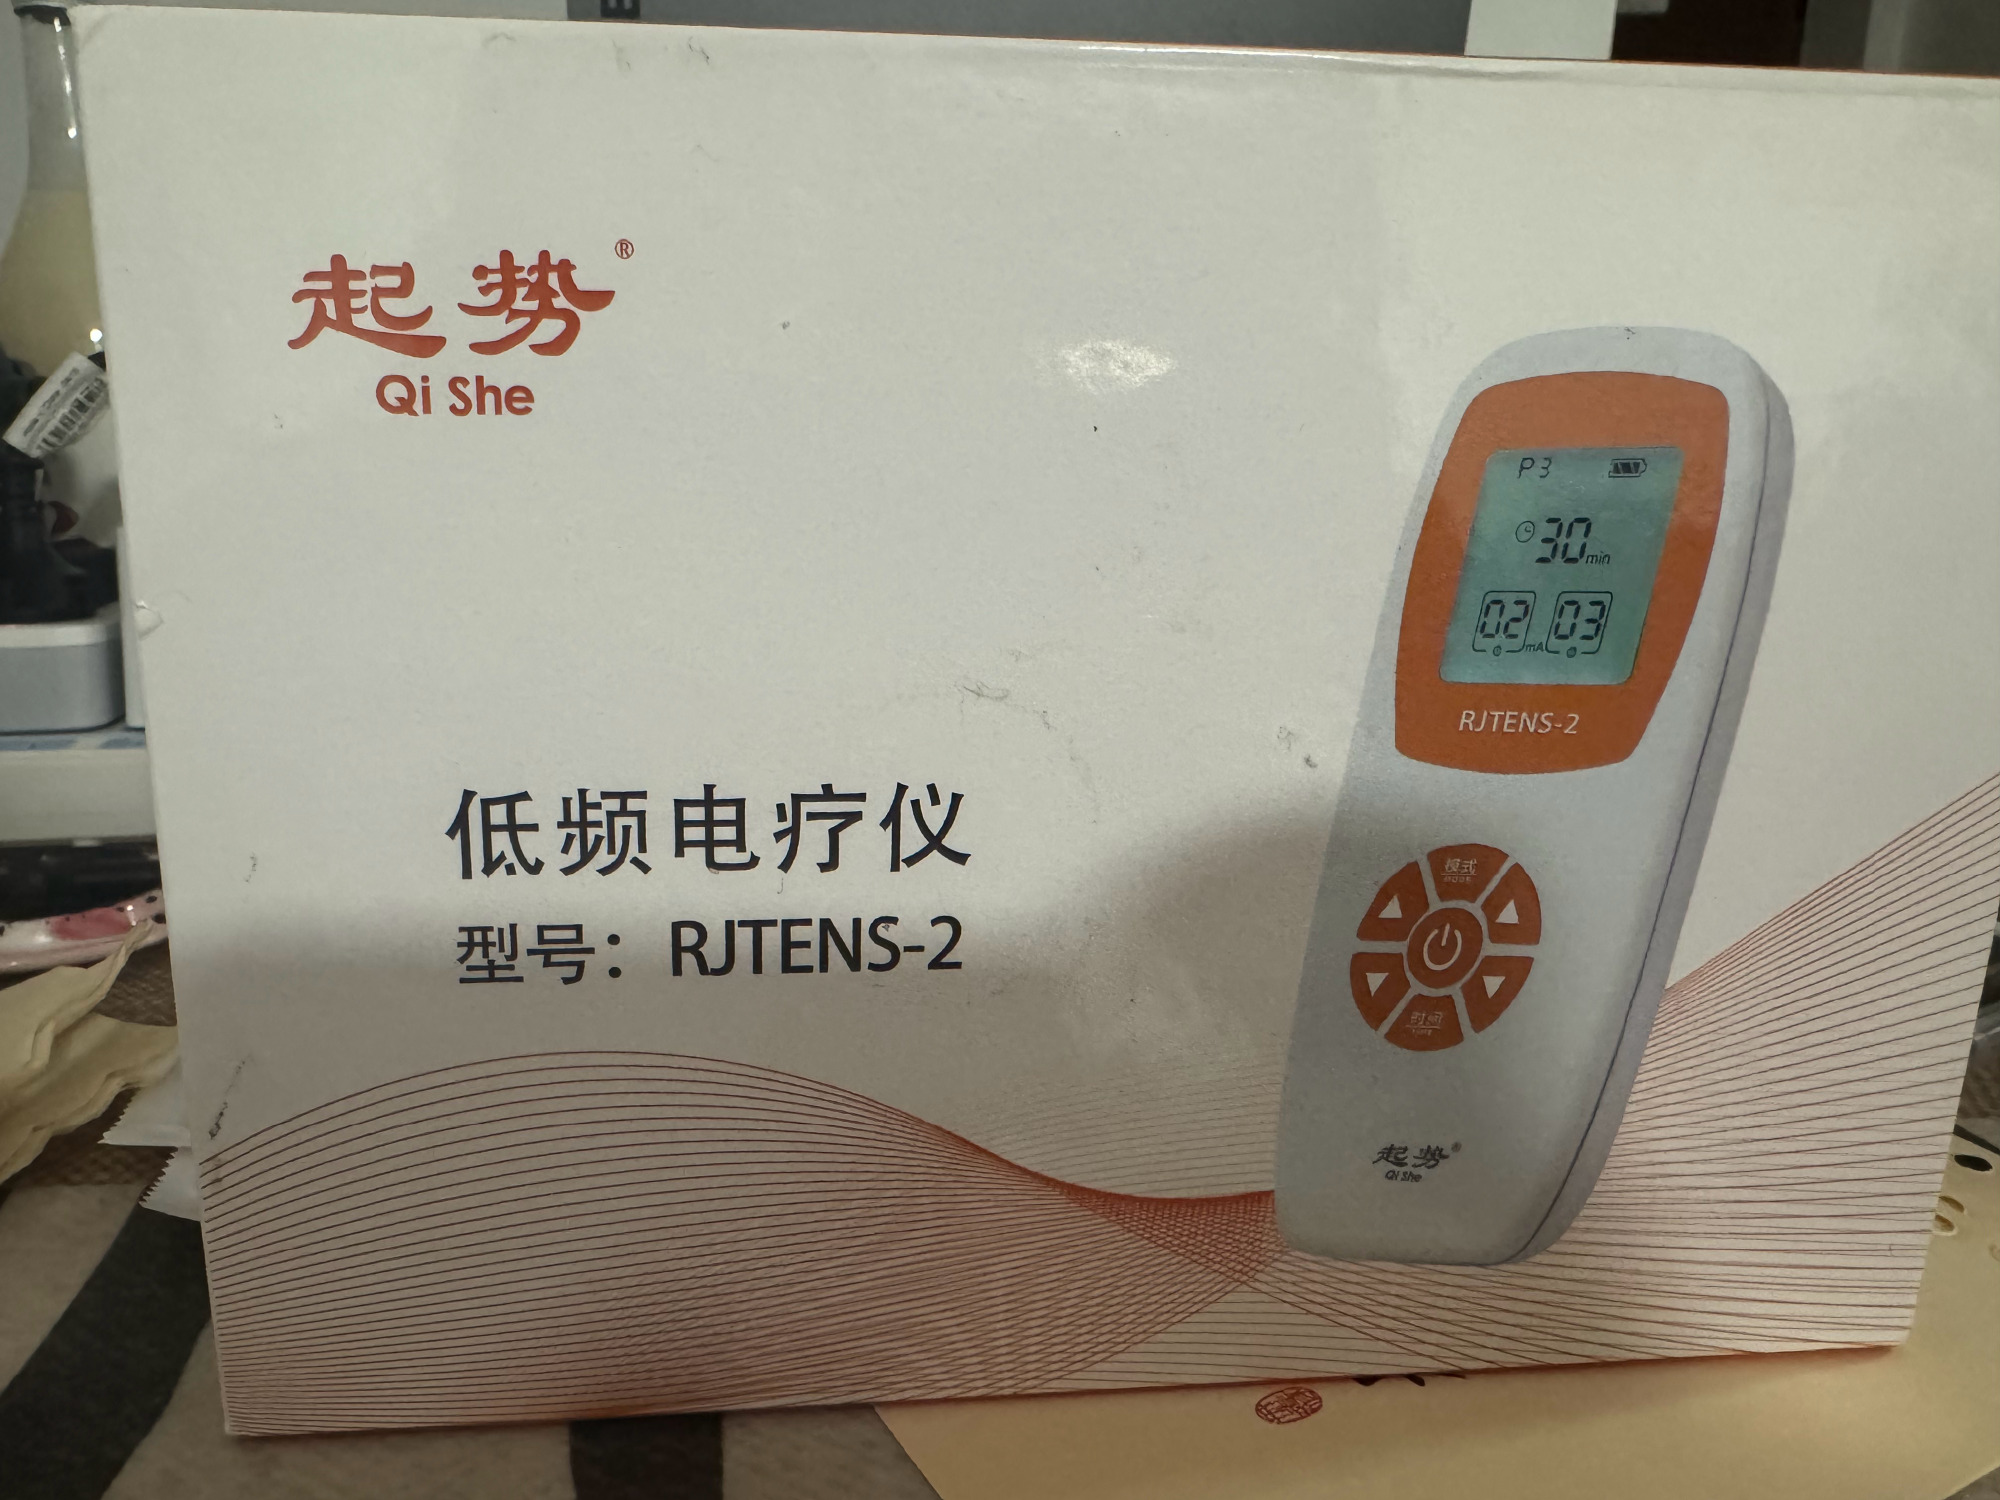 起势®
Qi She
低频电疗仪
型号：RJTENS-2
P3
30min
02 mA 03
RJTENS-2
模式
MODE
时间
起势®
Qi She